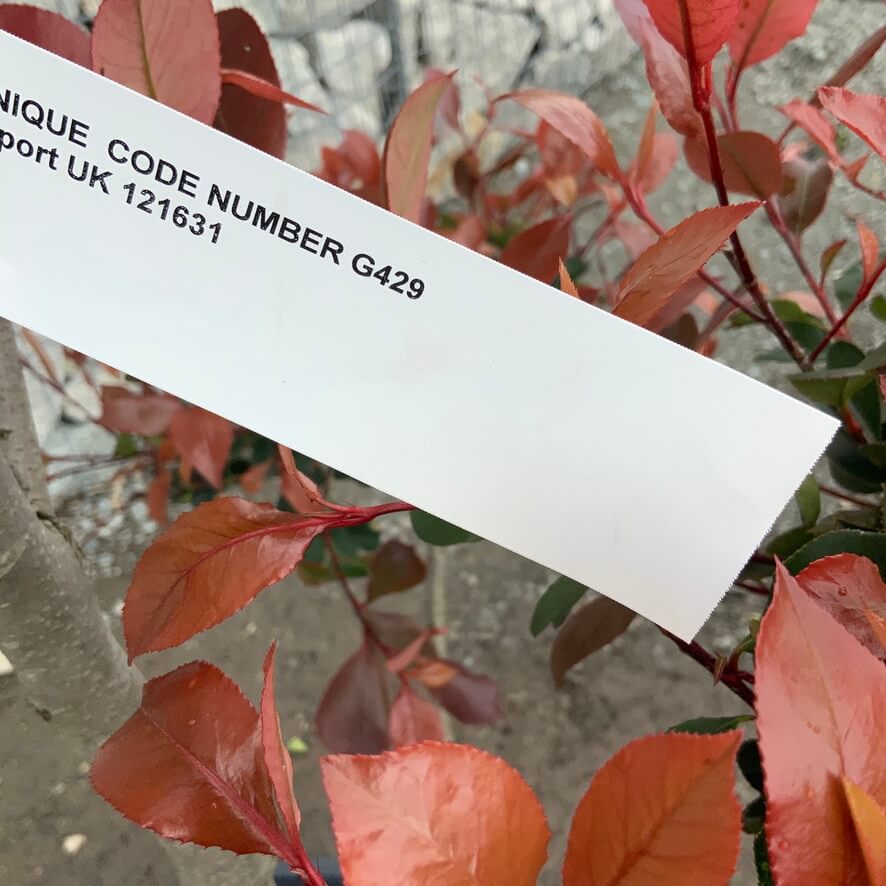 NIQUE CODE NUMBER G429
port UK 121631